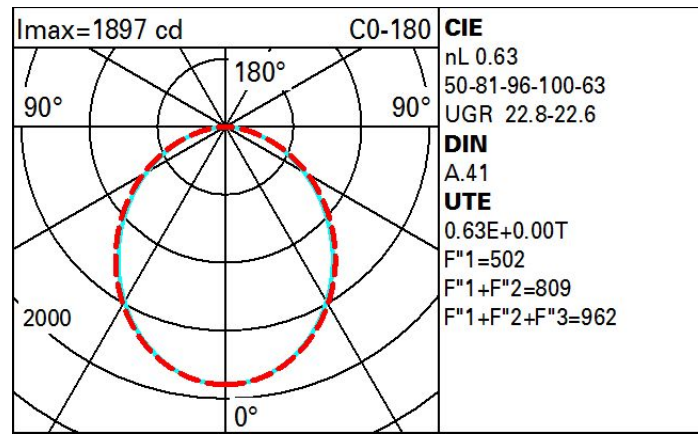 Imax=1897 cd C0-180
180°
90° 90°
2000
0°
CIE
nL 0.63
50-81-96-100-63
UGR 22.8-22.6
DIN
A.41
UTE
0.63E+0.00T
F"1=502
F"1+F"2=809
F"1+F"2+F"3=962